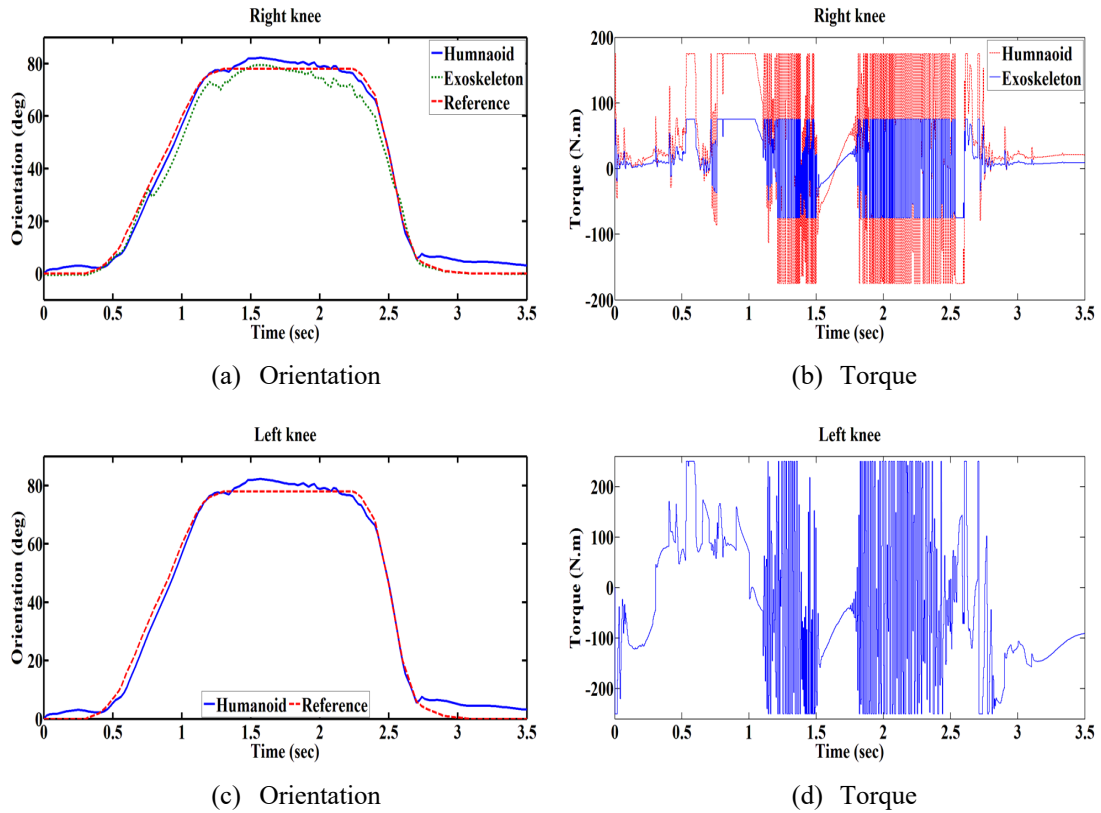 Right knee
Orientation (deg)
80
60
40
20
0
Humnaoid
Exoskeleton
Reference
0 0.5 1 1.5 2 2.5 3 3.5
Time (sec)
(a) Orientation
Right knee
Torque (N.m)
200
100
0
-100
-200
Humnaoid
Exoskeleton
0 0.5 1 1.5 2 2.5 3 3.5
Time (sec)
(b) Torque
Left knee
Orientation (deg)
80
60
40
20
0
Humanoid Reference
0 0.5 1 1.5 2 2.5 3 3.5
Time (sec)
(c) Orientation
Left knee
Torque (N.m)
200
100
0
-100
-200
0 0.5 1 1.5 2 2.5 3 3.5
Time (sec)
(d) Torque